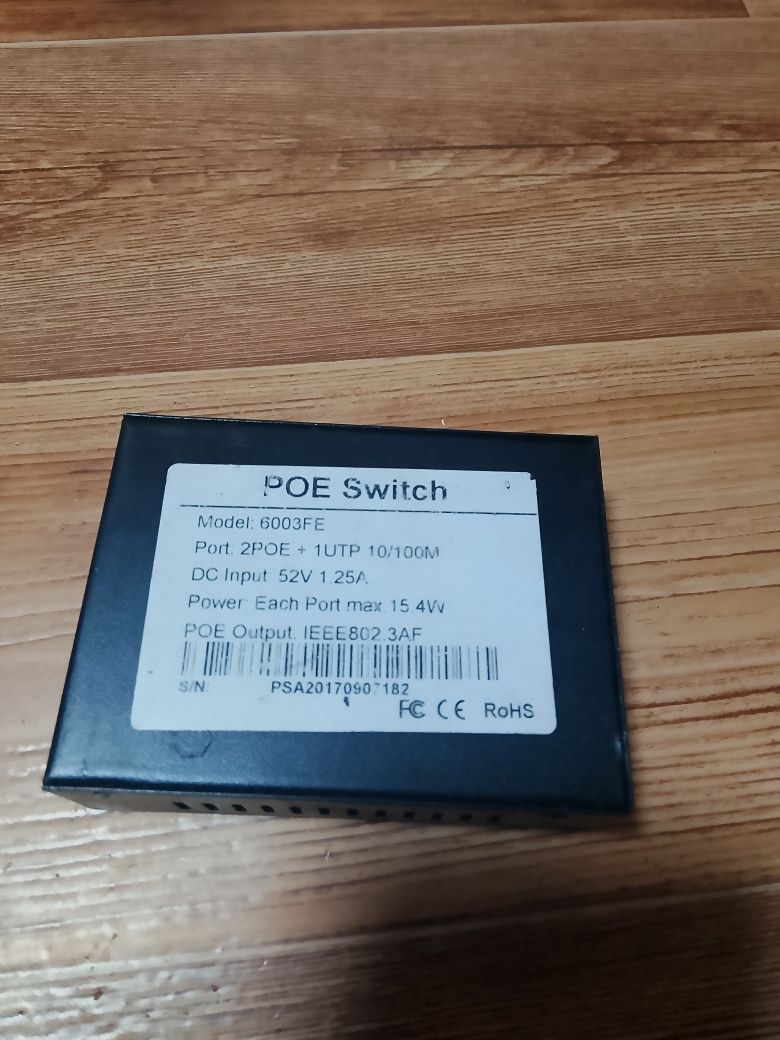 POE Switch
Model: 6003FE
Port: 2POE + 1UTP 10/100M
DC Input: 52V 1.25A
Power: Each Port max.15.4W
POE Output: IEEE802.3AF
S/N: PSA20170907182
FC CE RoHS